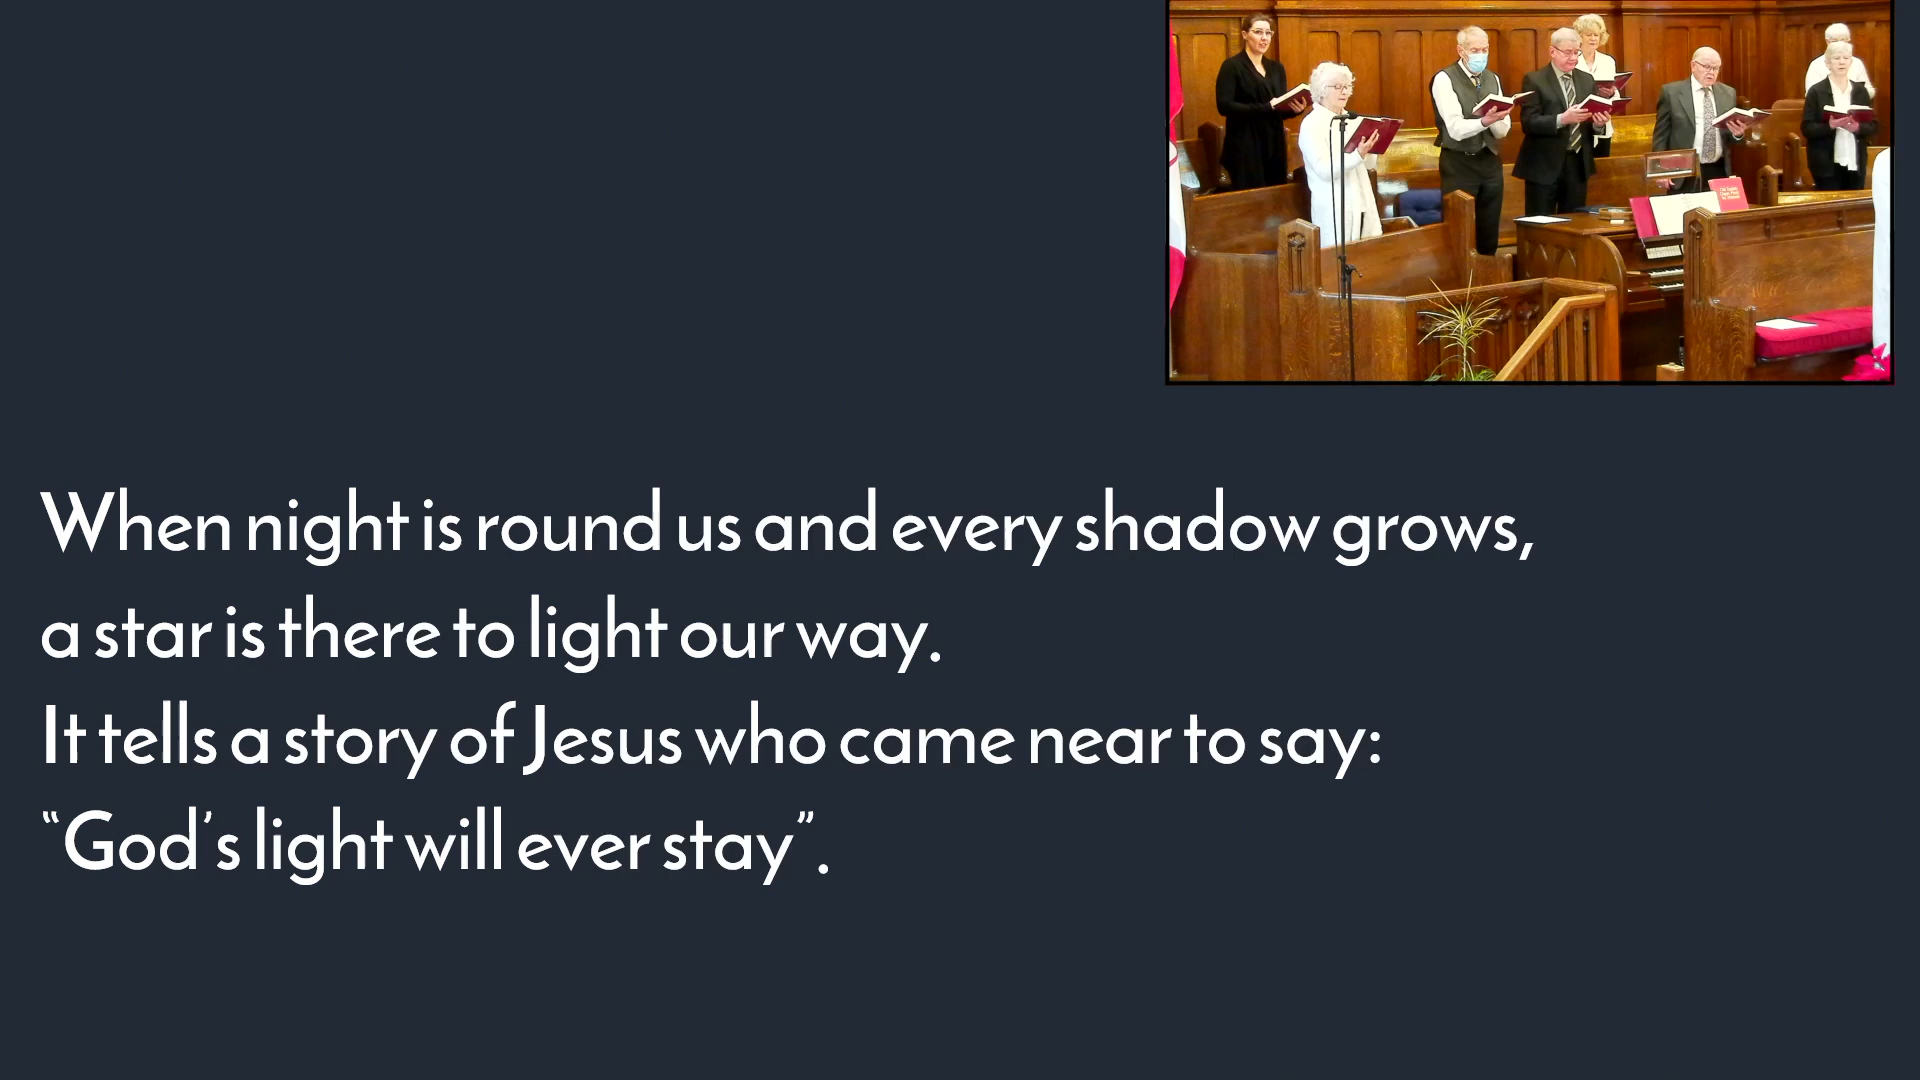 When night is round us and every shadow grows,
a star is there to light our way.
It tells a story of Jesus who came near to say:
“God’s light will ever stay”.